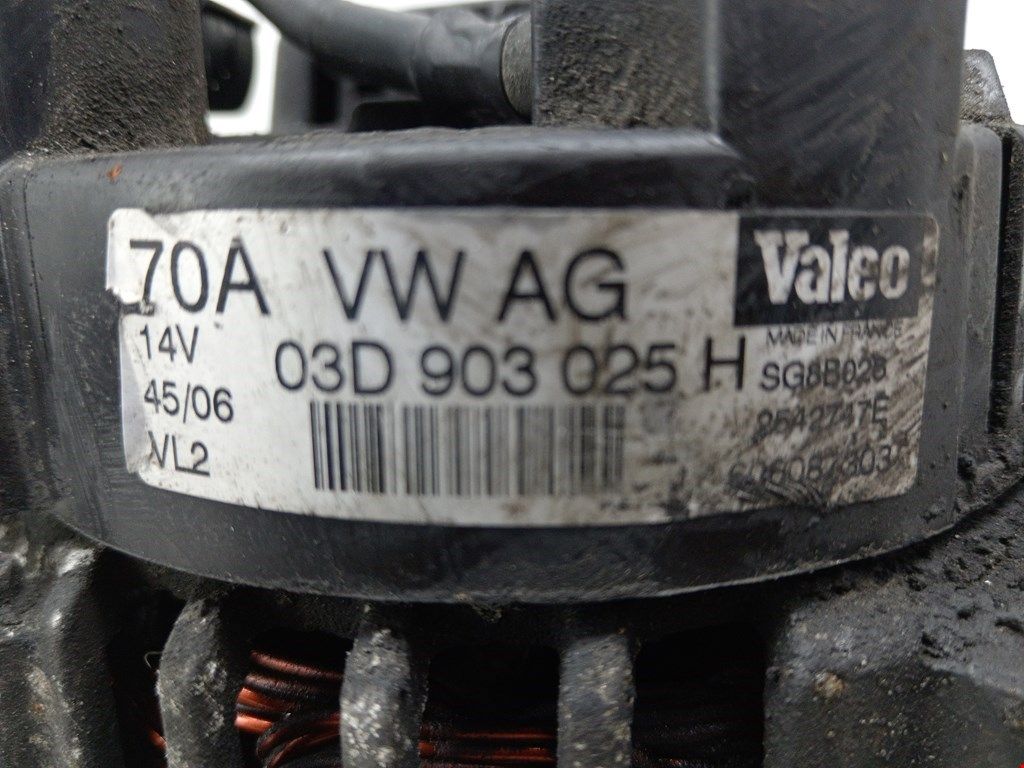 70A VW AG Valeo
14V 03D 903 025 H MADE IN FRANCE
45/06 SG8B028
VL2 2542747E